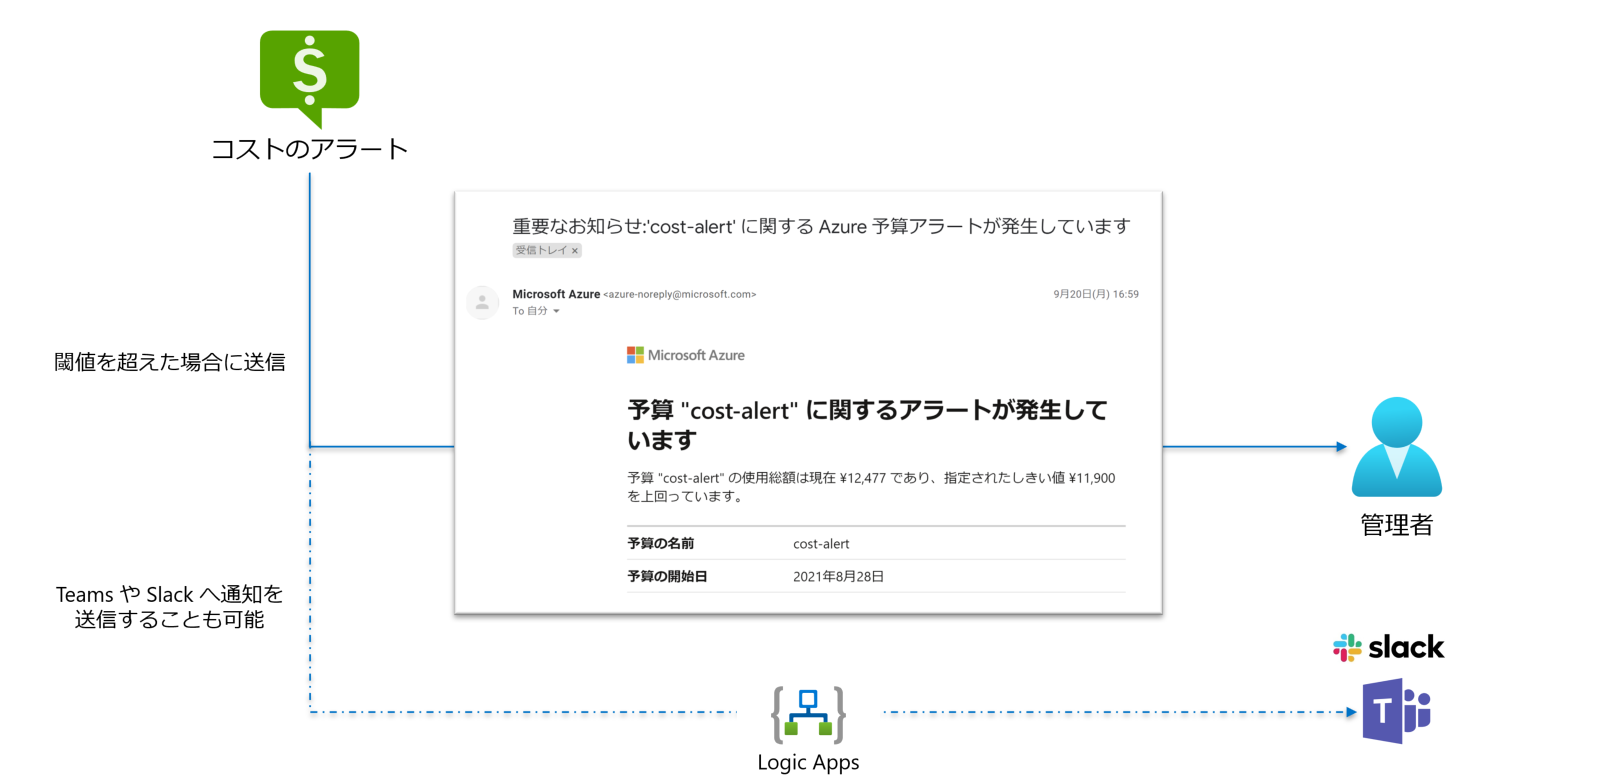 コストのアラート
重要なお知らせ:'cost-alert' に関する Azure 予算アラートが発生しています
受信トレイ ×
Microsoft Azure <azure-noreply@microsoft.com>
9月20日(月) 16:59
To 自分
閾値を超えた場合に送信
Microsoft Azure
予算 "cost-alert" に関するアラートが発生して
います
予算 "cost-alert" の使用総額は現在 ¥12,477 であり、指定されたしきい値 ¥11,900
を上回っています。
予算の名前 cost-alert
予算の開始日 2021年8月28日
管理者
Teams や Slack へ通知を
送信することも可能
slack
T
Logic Apps